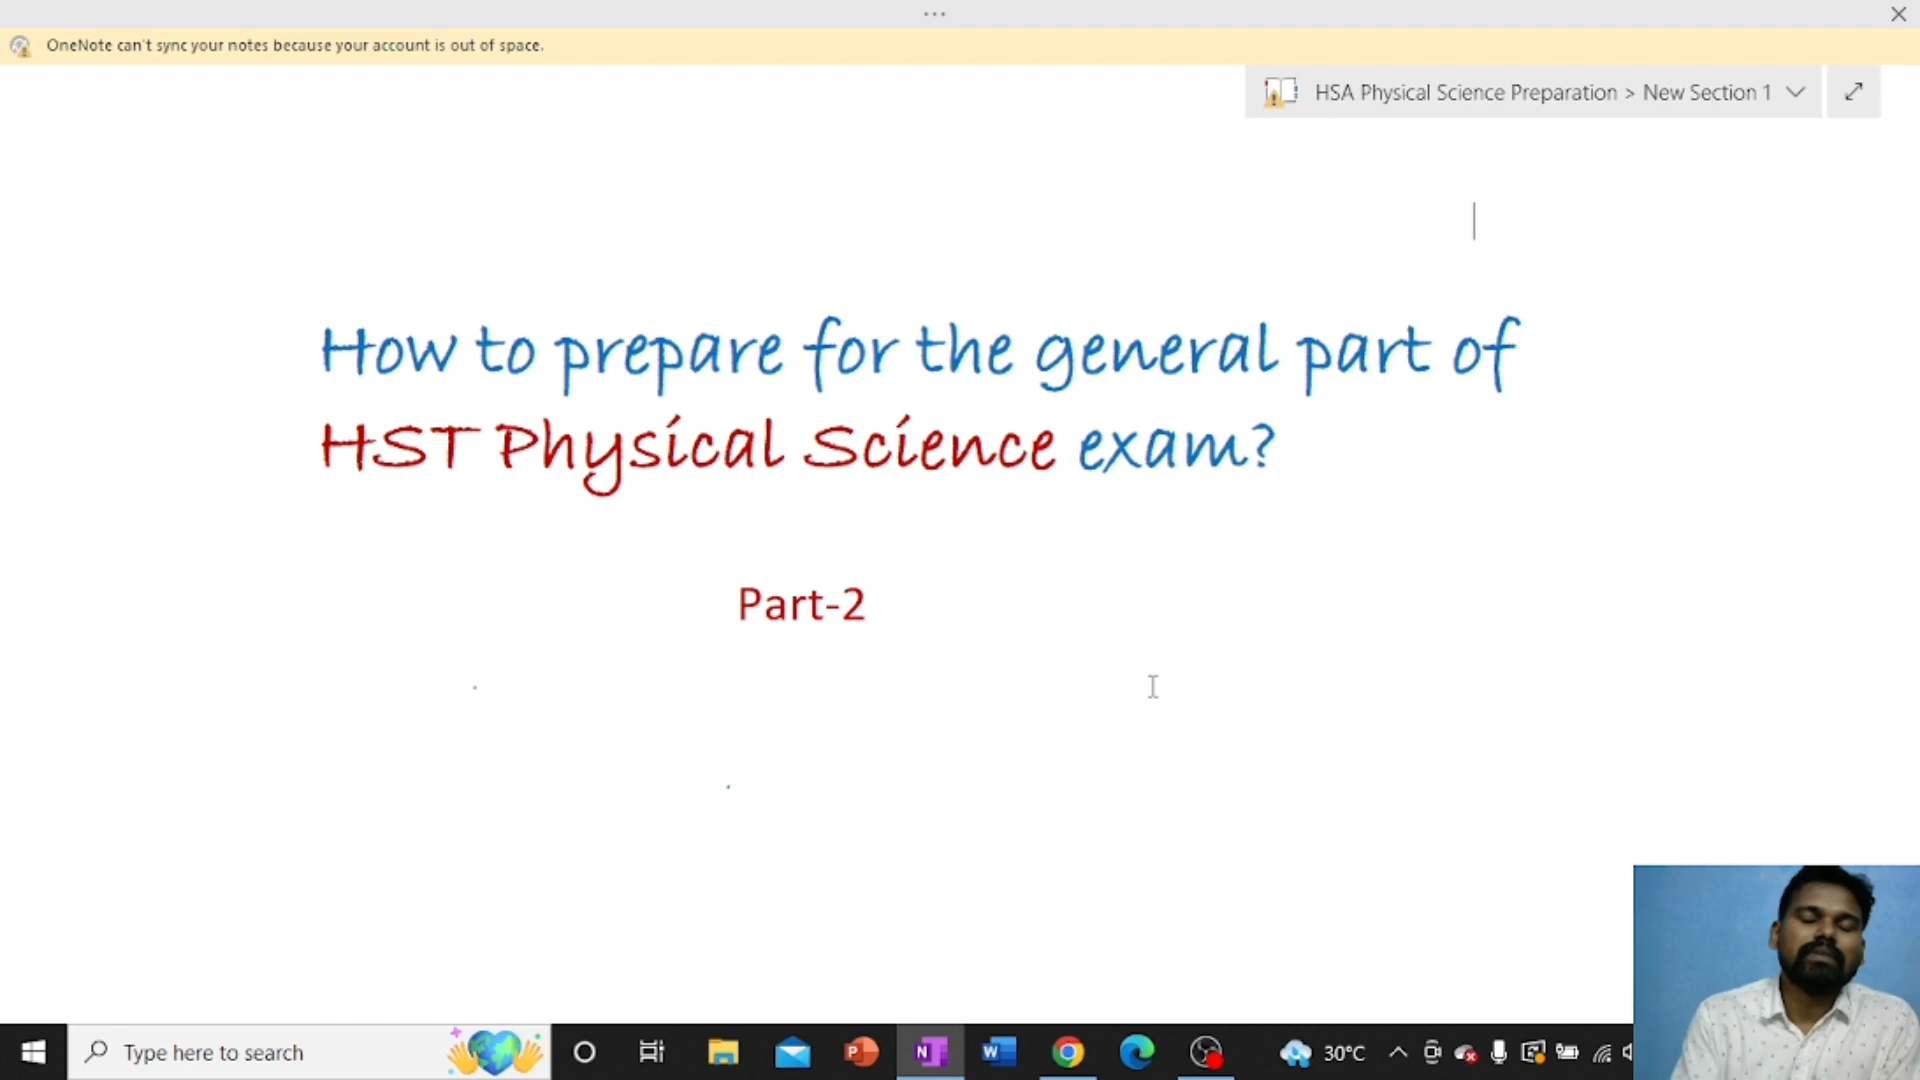 OneNote can't sync your notes because your account is out of space.
HSA Physical Science Preparation > New Section 1
How to prepare for the general part of
HST Physical Science exam?
Part-2
Type here to search
30°C